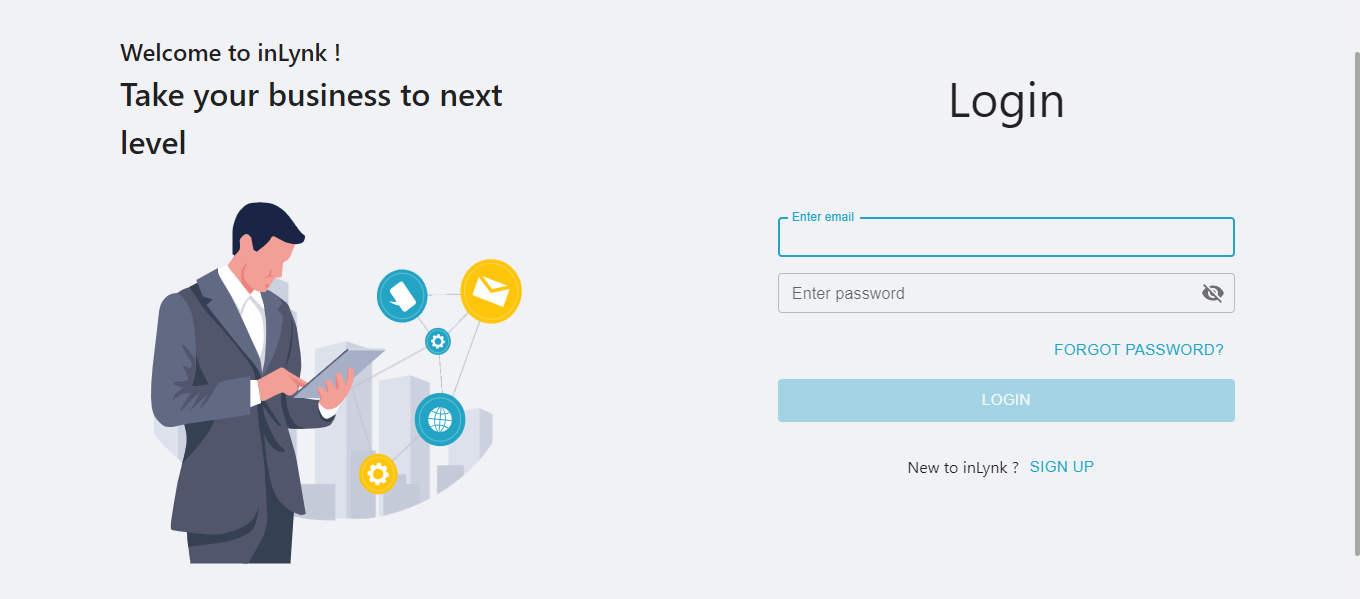 Welcome to inLynk !
Take your business to next
level
Login
Enter email
Enter password
FORGOT PASSWORD?
LOGIN
New to inLynk ? SIGN UP